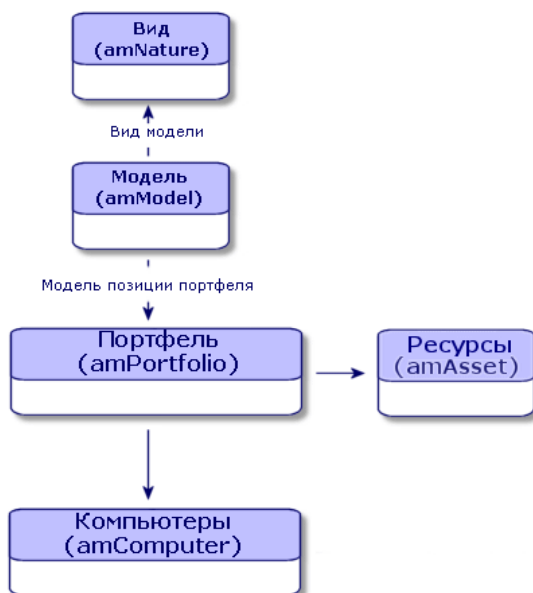 Вид
(amNature)
Вид модели
Модель
(amModel)
Модель позиции портфеля
Портфель
(amPortfolio)
Ресурсы
(amAsset)
Компьютеры
(amComputer)